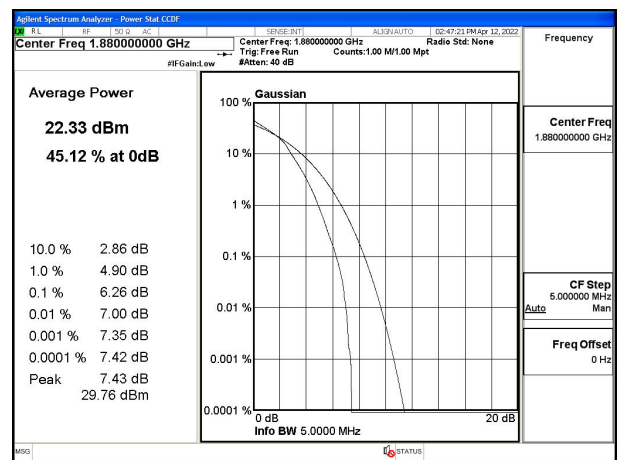 Agilent Spectrum Analyzer - Power Stat CCDF
RL RF 50 Ω AC SENSE:INT ALIGN AUTO 02:47:21 PM Apr 12, 2022
Center Freq 1.880000000 GHz
Center Freq: 1.880000000 GHz Radio Std: None
Trig: Free Run Counts:1.00 M/1.00 Mpt
#IFGain:Low #Atten: 40 dB
Frequency
Average Power
22.33 dBm
45.12 % at 0dB
10.0 % 2.86 dB
1.0 % 4.90 dB
0.1 % 6.26 dB
0.01 % 7.00 dB
0.001 % 7.35 dB
0.0001 % 7.42 dB
Peak 7.43 dB
29.76 dBm
Gaussian
100 %
10 %
1 %
0.1 %
0.01 %
0.001 %
0.0001 %
0 dB 20 dB
Info BW 5.0000 MHz
Center Freq
1.880000000 GHz
CF Step
5.000000 MHz
Auto Man
Freq Offset
0 Hz
MSG STATUS